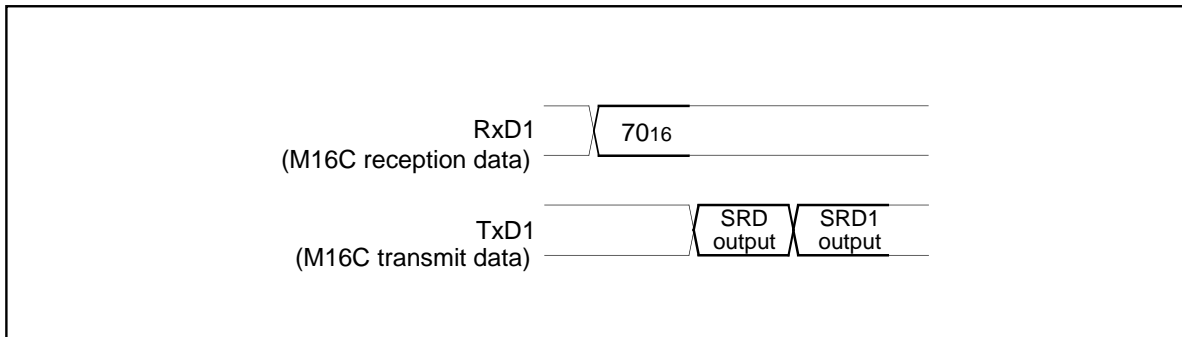 RxD1
(M16C reception data)
7016
TxD1
(M16C transmit data)
SRD
output
SRD1
output